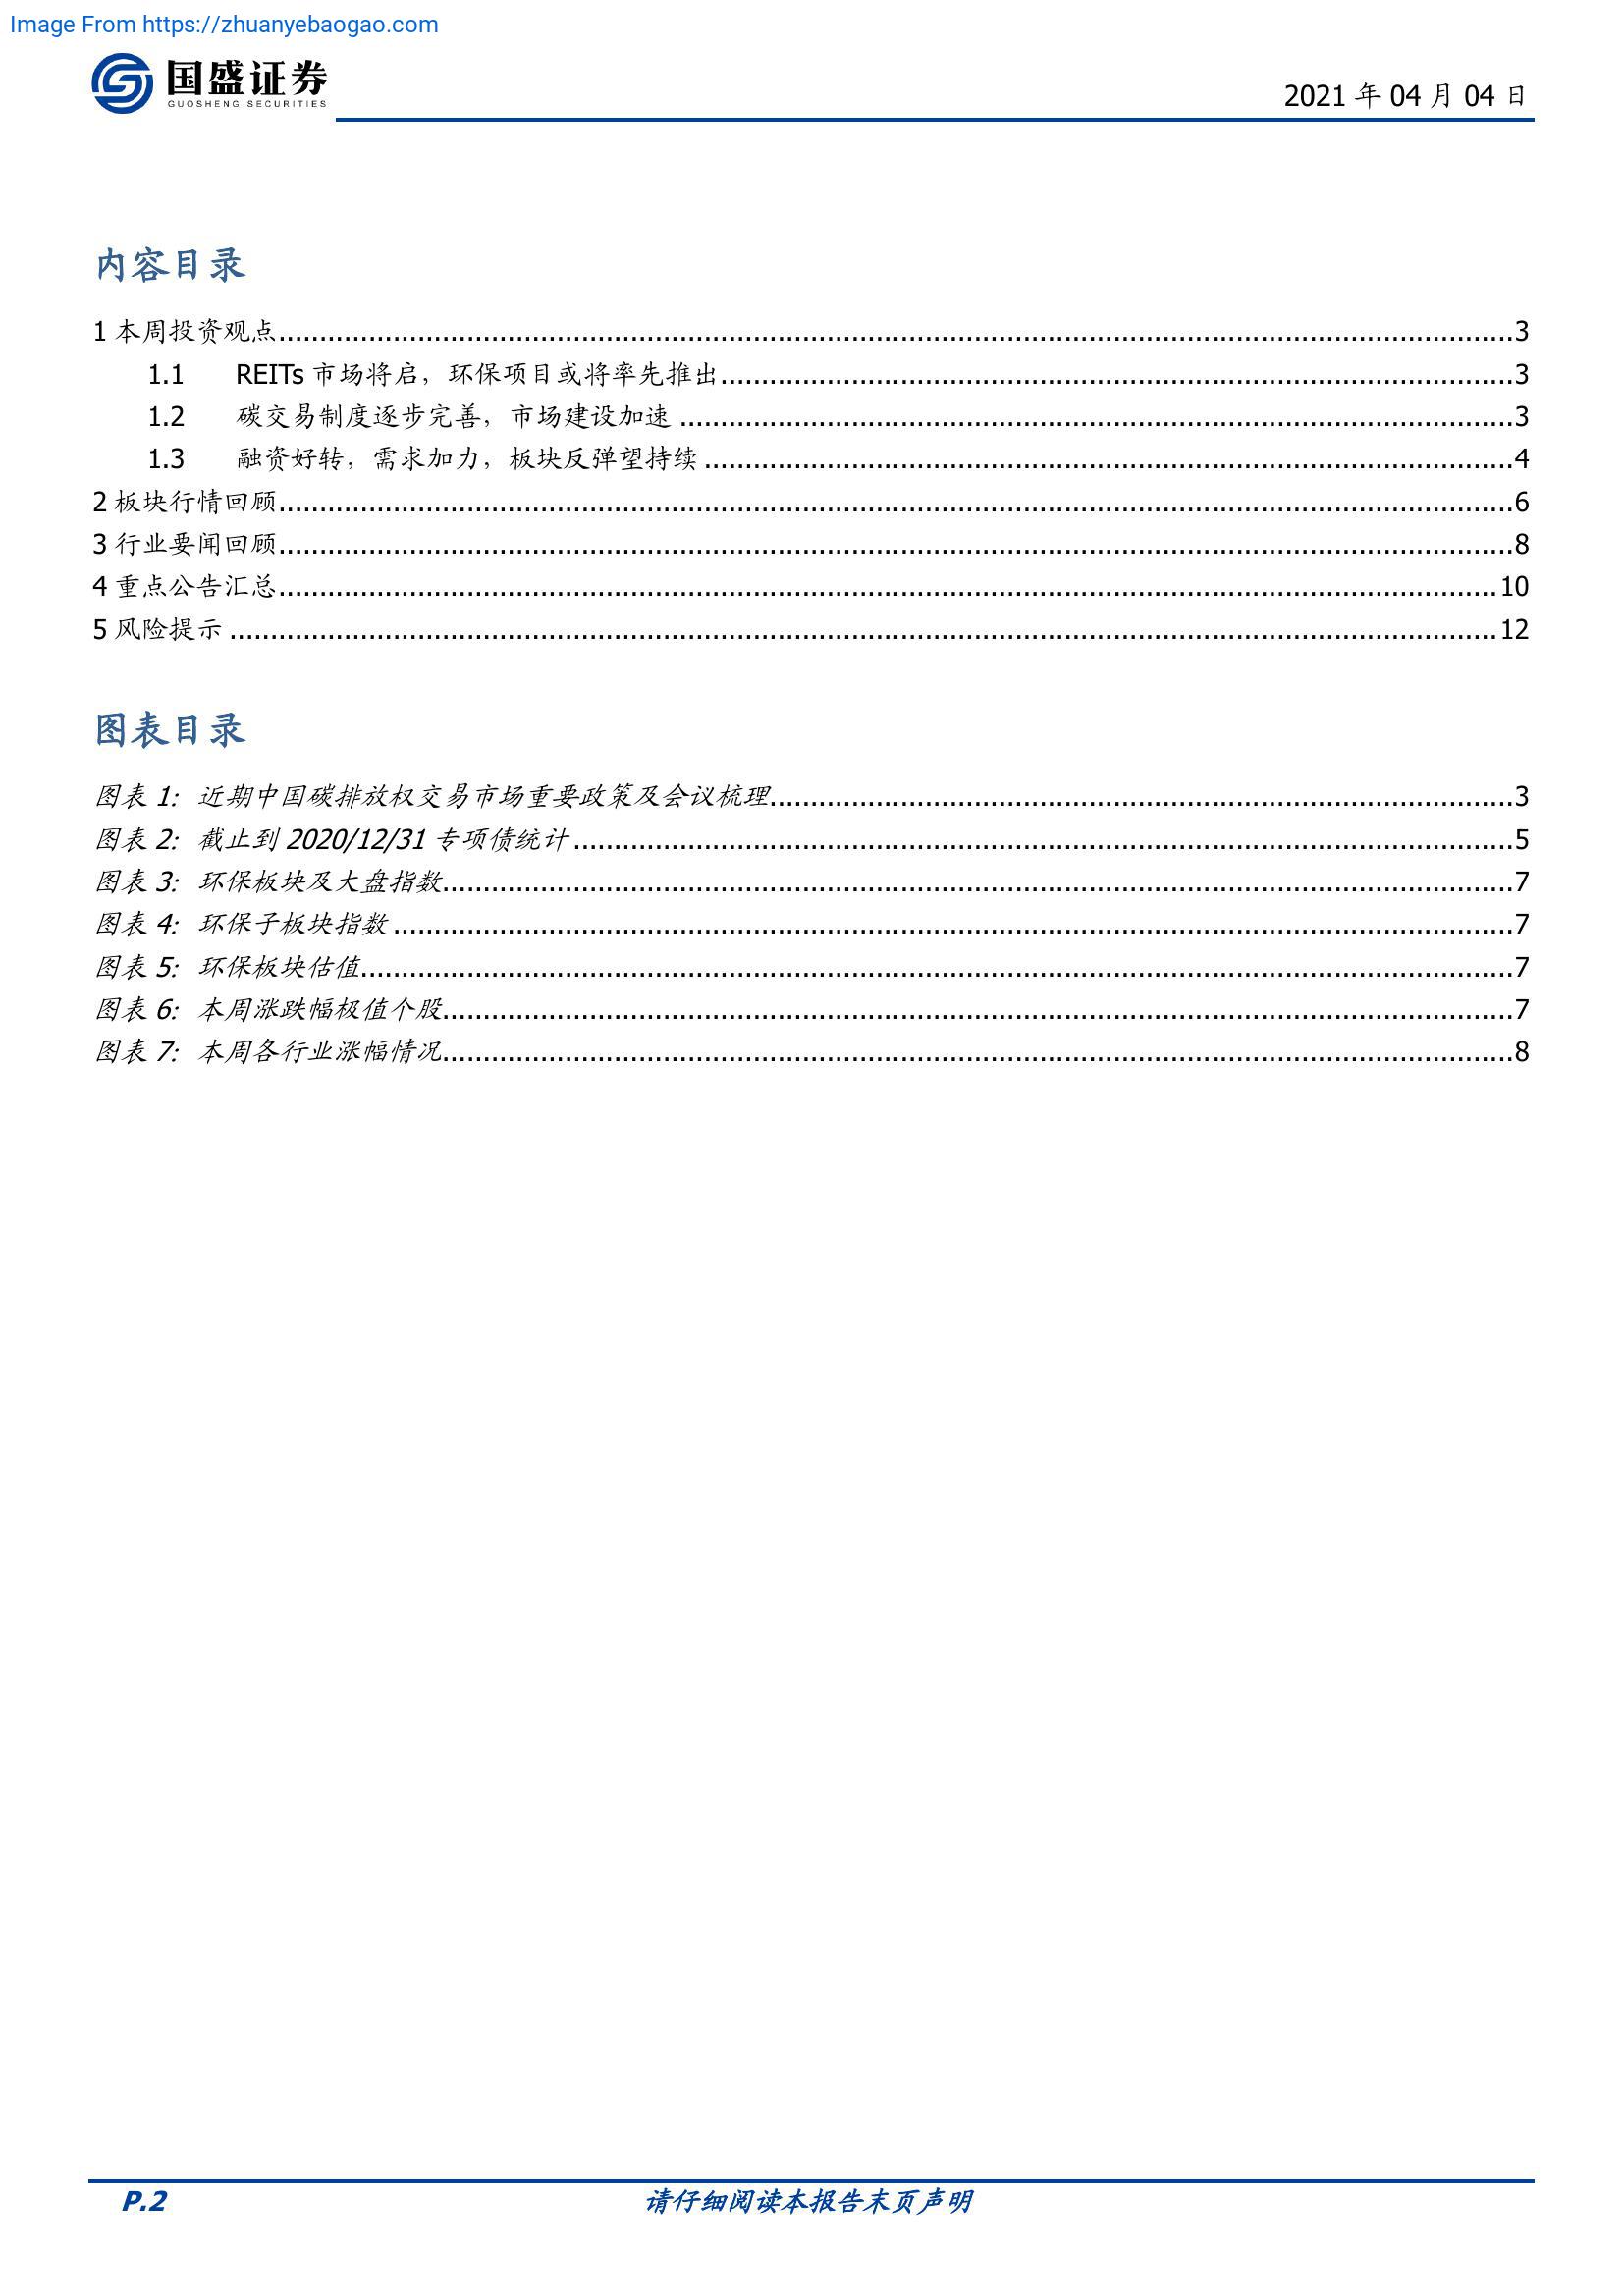 Image From https://zhuanyebaogao.com
国盛证券
GUOSHENG SECURITIES
2021 年 04 月 04 日
内容目录
1 本周投资观点........3
1.1 REITs 市场将启，环保项目或将率先推出........3
1.2 碳交易制度逐步完善，市场建设加速........3
1.3 融资好转，需求加力，板块反弹望持续........4
2 板块行情回顾........6
3 行业要闻回顾........8
4 重点公告汇总........10
5 风险提示........12
图表目录
图表 1: 近期中国碳排放权交易市场重要政策及会议梳理........3
图表 2: 截止到 2020/12/31 专项债统计........5
图表 3: 环保板块及大盘指数........7
图表 4: 环保子板块指数........7
图表 5: 环保板块估值........7
图表 6: 本周涨跌幅极值个股........7
图表 7: 本周各行业涨幅情况........8
P.2
请仔细阅读本报告末页声明